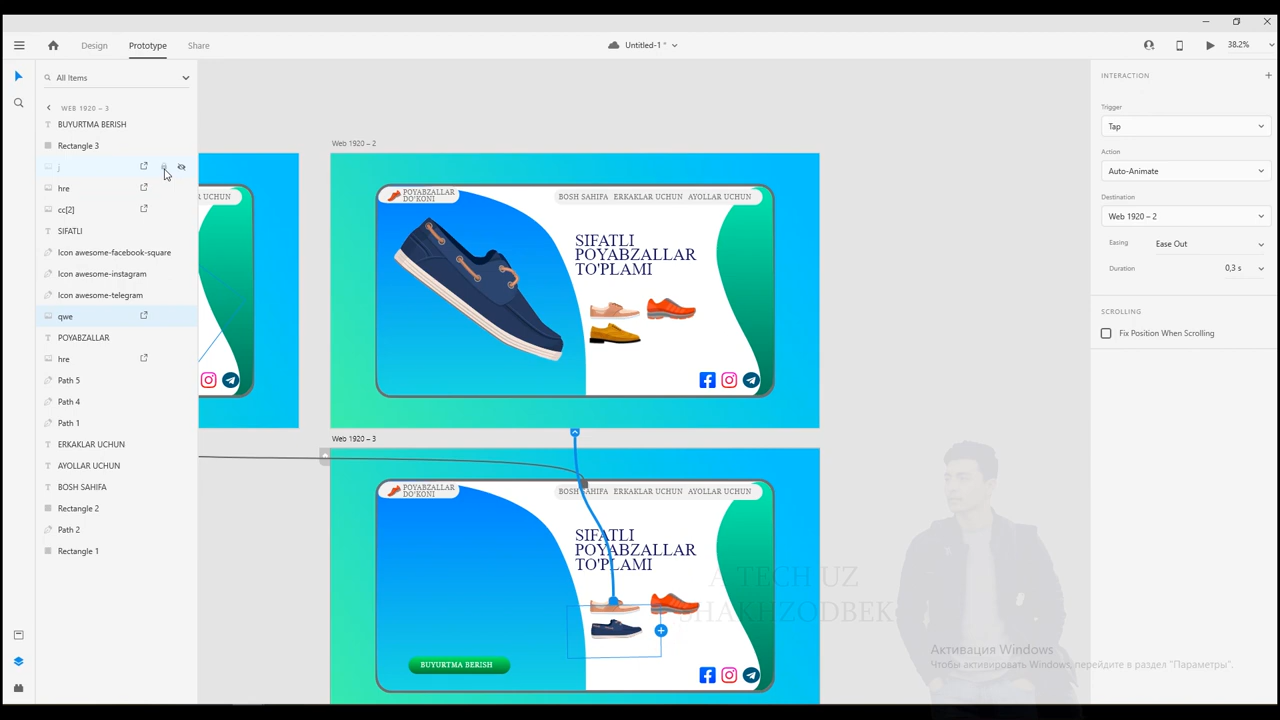 Design
Prototype
Share
Untitled-1 *
38.2%
All Items
WEB 1920 – 3
BUYURTMA BERISH
Rectangle 3
j
hre
cc[2]
SIFATLI
Icon awesome-facebook-square
Icon awesome-instagram
Icon awesome-telegram
qwe
POYABZALLAR
hre
Path 5
Path 4
Path 1
ERKAKLAR UCHUN
AYOLLAR UCHUN
BOSH SAHIFA
Rectangle 2
Path 2
Rectangle 1
R UCHUN
Web 1920 – 2
POYABZALLAR
DO'KONI
BOSH SAHIFA ERKAKLAR UCHUN AYOLLAR UCHUN
SIFATLI
POYABZALLAR
TO'PLAMI
Web 1920 – 3
POYABZALLAR
DO'KONI
BOSH SAHIFA ERKAKLAR UCHUN AYOLLAR UCHUN
SIFATLI
POYABZALLAR
TO'PLAMI
BUYURTMA BERISH
INTERACTION
Trigger
Tap
Action
Auto-Animate
Destination
Web 1920 – 2
Easing
Ease Out
Duration
0,3 s
SCROLLING
Fix Position When Scrolling
A TECH UZ
SHAKHZODBEK
Активация Windows
Чтобы активировать Windows, перейдите в раздел "Параметры".